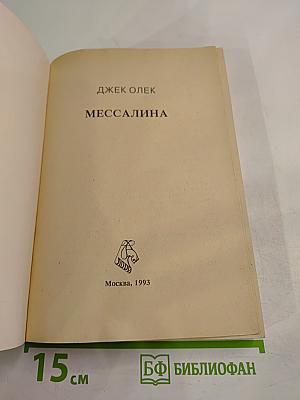 ДЖЕК ОЛЕК
МЕССАЛИНА
Москва, 1993
15 см
БФ БИБЛИОФАН